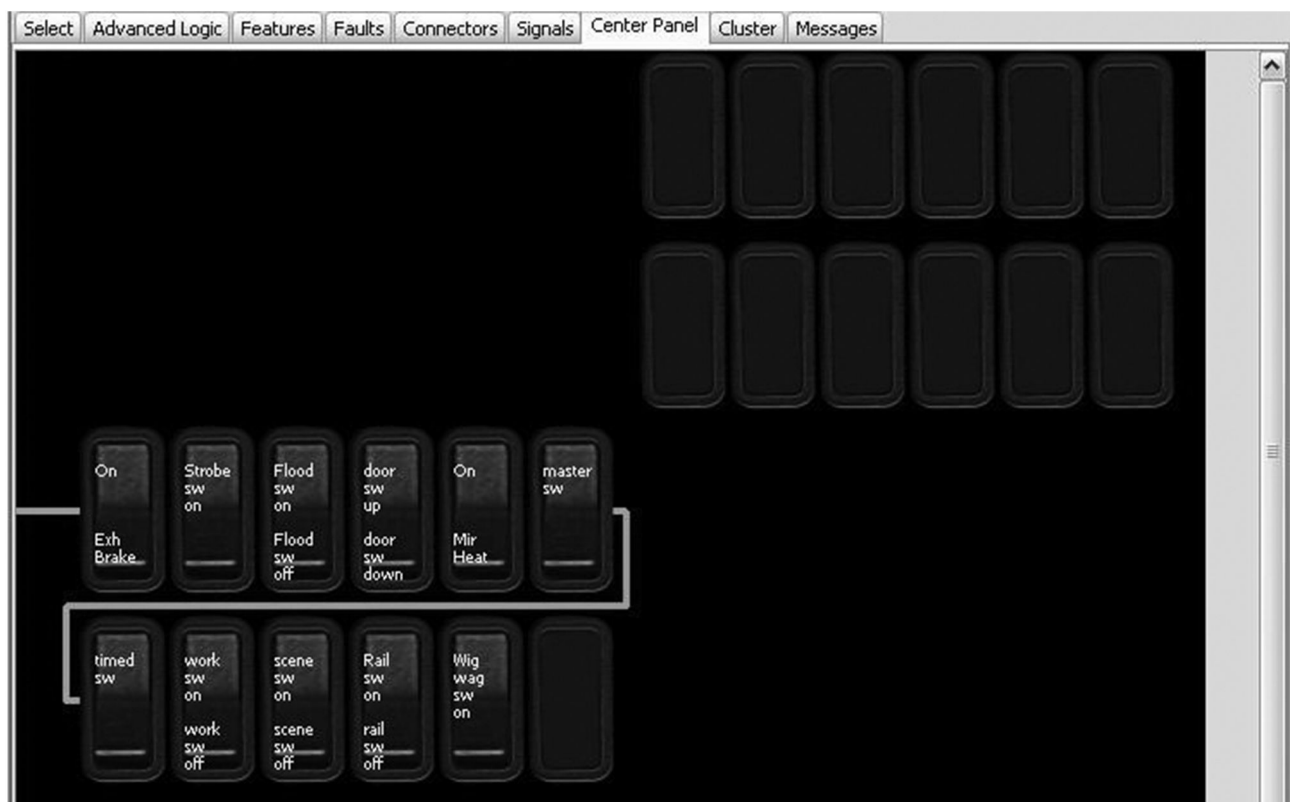 Select Advanced Logic Features Faults Connectors Signals Center Panel Cluster Messages
On
Exh
Brake
Strobe
sw
on
Flood
sw
on
Flood
sw
off
door
sw
up
door
sw
down
On
Mir
Heat
master
sw
timed
sw
work
sw
on
work
sw
off
scene
sw
on
scene
sw
off
Rail
sw
on
rail
sw
off
Wig
wag
sw
on